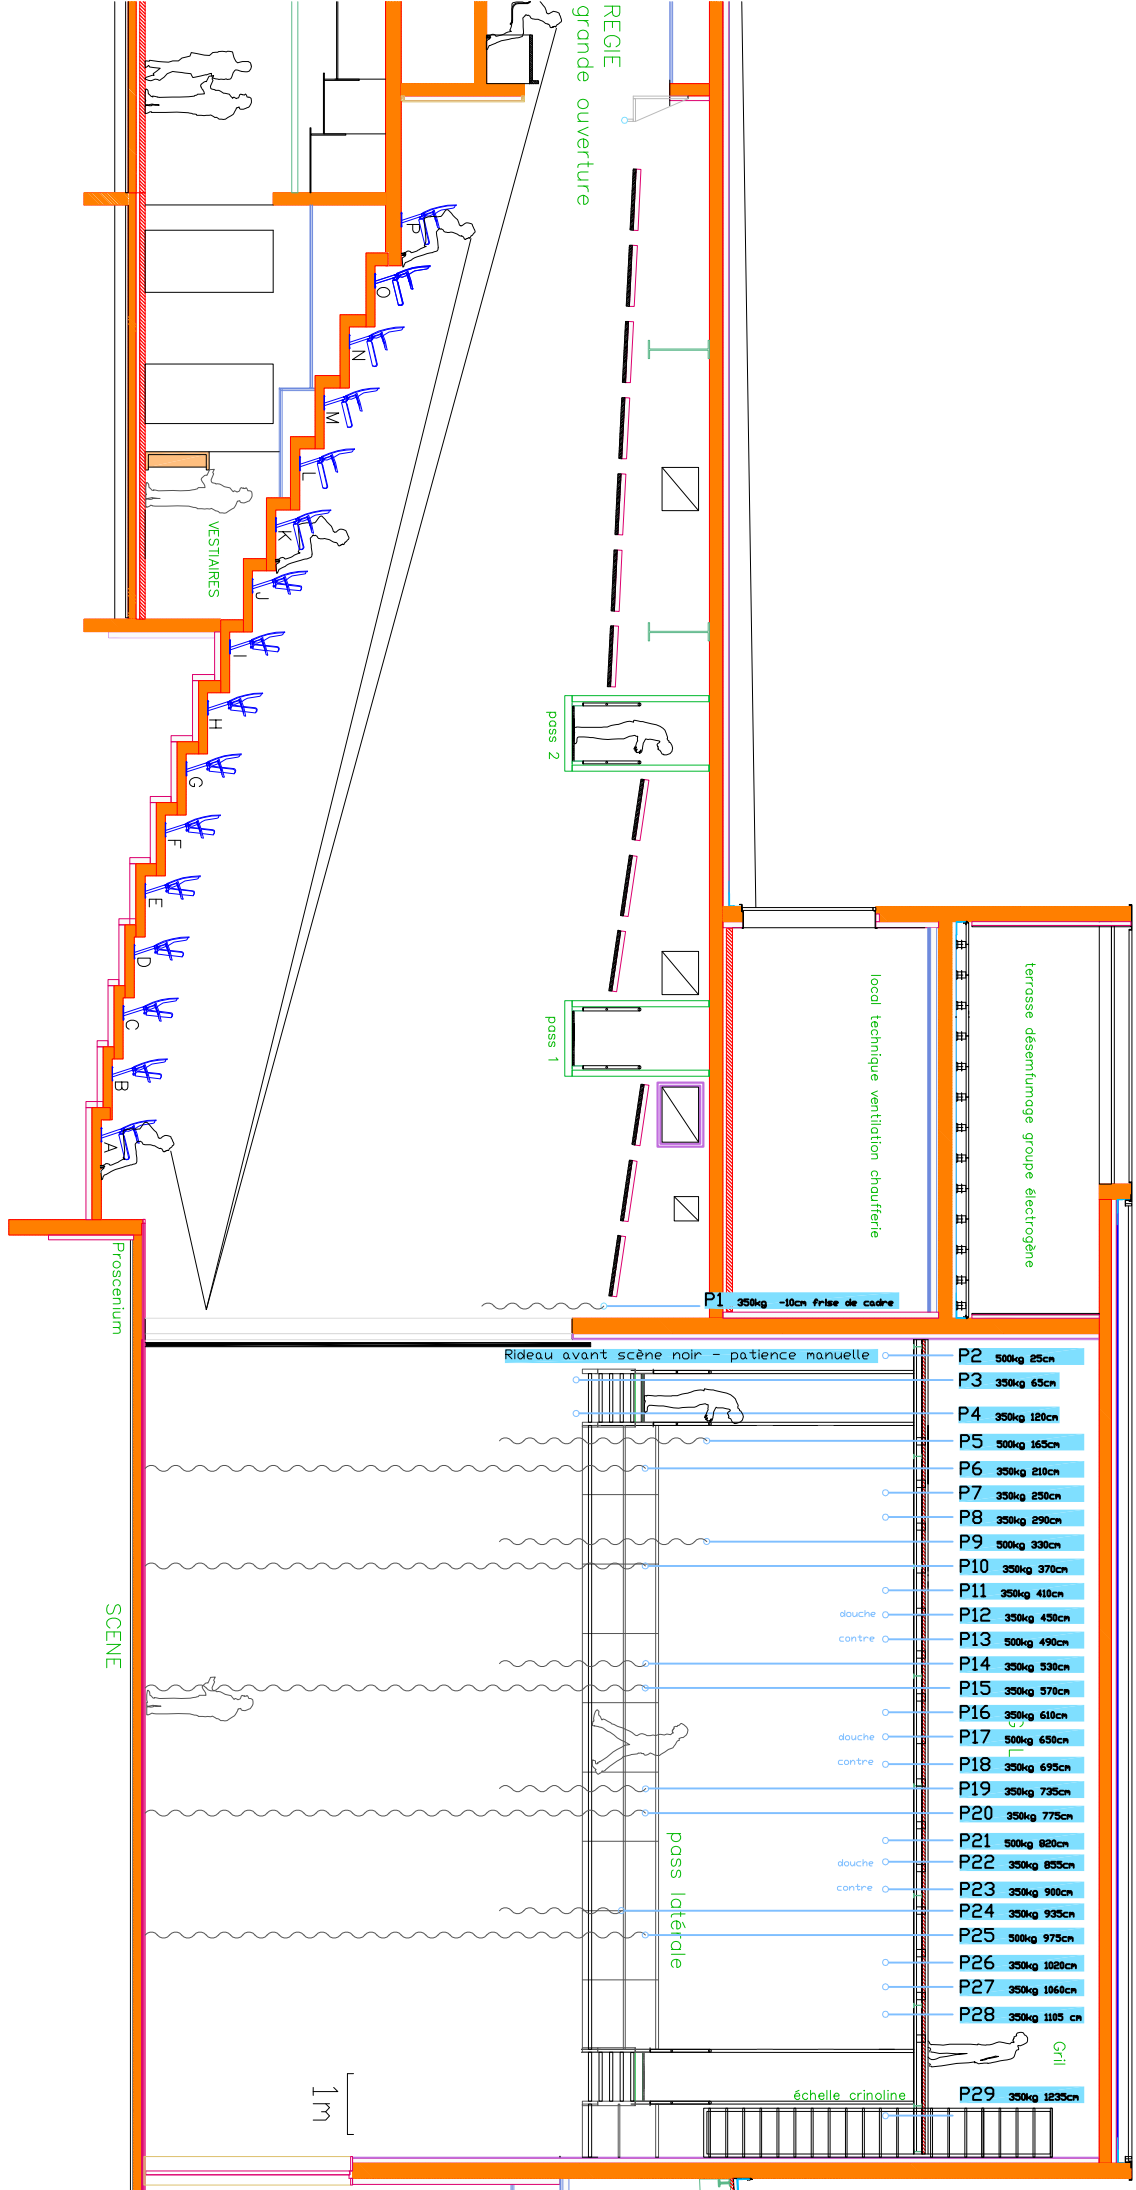 REGIE
grande ouverture
P
O
N
M
L
K
J
I
H
G
F
E
D
C
B
A
VESTIAIRES
pass 2
pass 1
local technique ventilation chaufferie
terrasse désemfumage groupe électrogène
Proscenium
SCENE
P1 350kg -10cm frise de cadre
Rideau avant scène noir - patience manuelle
P2 500kg 25cm
P3 350kg 65cm
P4 350kg 120cm
P5 500kg 165cm
P6 350kg 210cm
P7 350kg 250cm
P8 350kg 290cm
P9 500kg 330cm
P10 350kg 370cm
P11 350kg 410cm
douche
P12 350kg 450cm
contre
P13 500kg 490cm
P14 350kg 530cm
P15 350kg 570cm
P16 350kg 610cm
douche
P17 500kg 650cm
contre
P18 350kg 695cm
P19 350kg 735cm
P20 350kg 775cm
P21 500kg 820cm
douche
P22 350kg 855cm
contre
P23 350kg 900cm
P24 350kg 935cm
P25 500kg 975cm
P26 350kg 1020cm
P27 350kg 1060cm
P28 350kg 1105 cm
P29 350kg 1235cm
pass latérale
Gril
échelle crinoline
1m